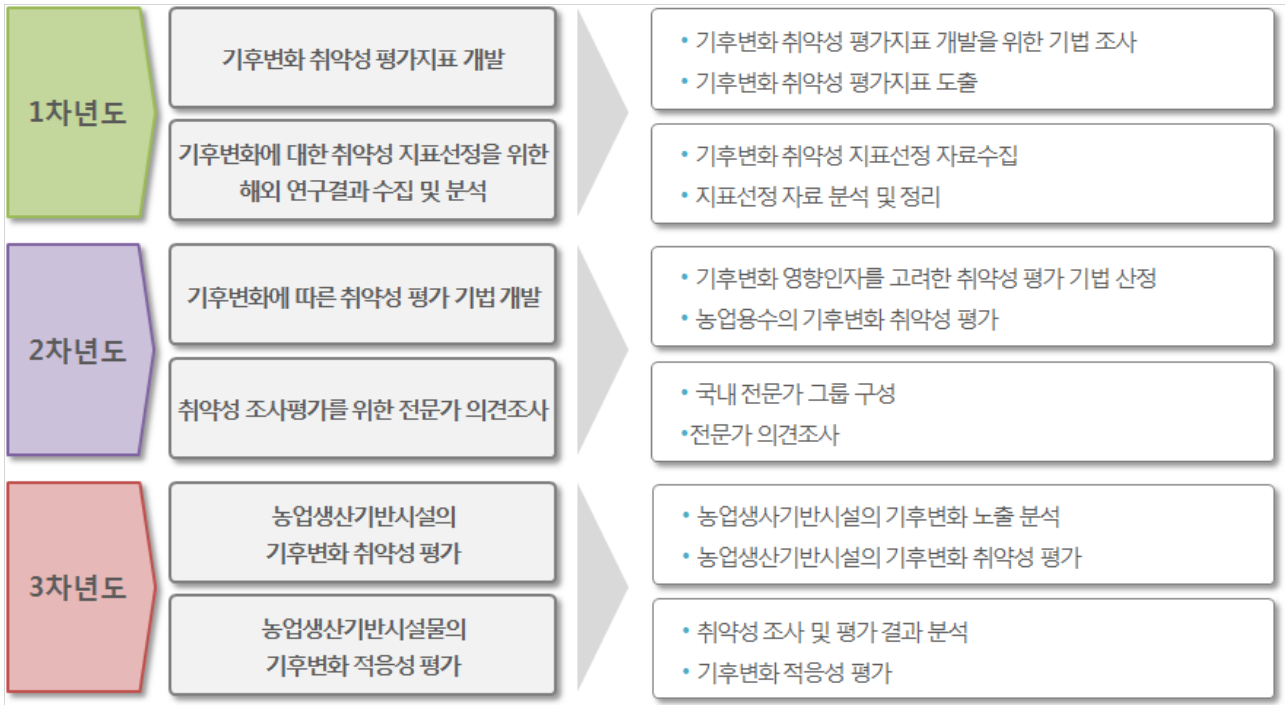 1차년도
기후변화 취약성 평가지표 개발
• 기후변화 취약성 평가지표 개발을 위한 기법 조사
• 기후변화 취약성 평가지표 도출
기후변화에 대한 취약성 지표선정을 위한
해외 연구결과 수집 및 분석
• 기후변화 취약성 지표선정 자료수집
• 지표선정 자료 분석 및 정리
2차년도
기후변화에 따른 취약성 평가 기법 개발
• 기후변화 영향인자를 고려한 취약성 평가 기법 산정
• 농업용수의 기후변화 취약성 평가
취약성 조사평가를 위한 전문가 의견조사
• 국내 전문가 그룹 구성
•전문가 의견조사
3차년도
농업생산기반시설의
기후변화 취약성 평가
• 농업생사기반시설의 기후변화 노출 분석
• 농업생산기반시설의 기후변화 취약성 평가
농업생산기반시설물의
기후변화 적응성 평가
• 취약성 조사 및 평가 결과 분석
• 기후변화 적응성 평가